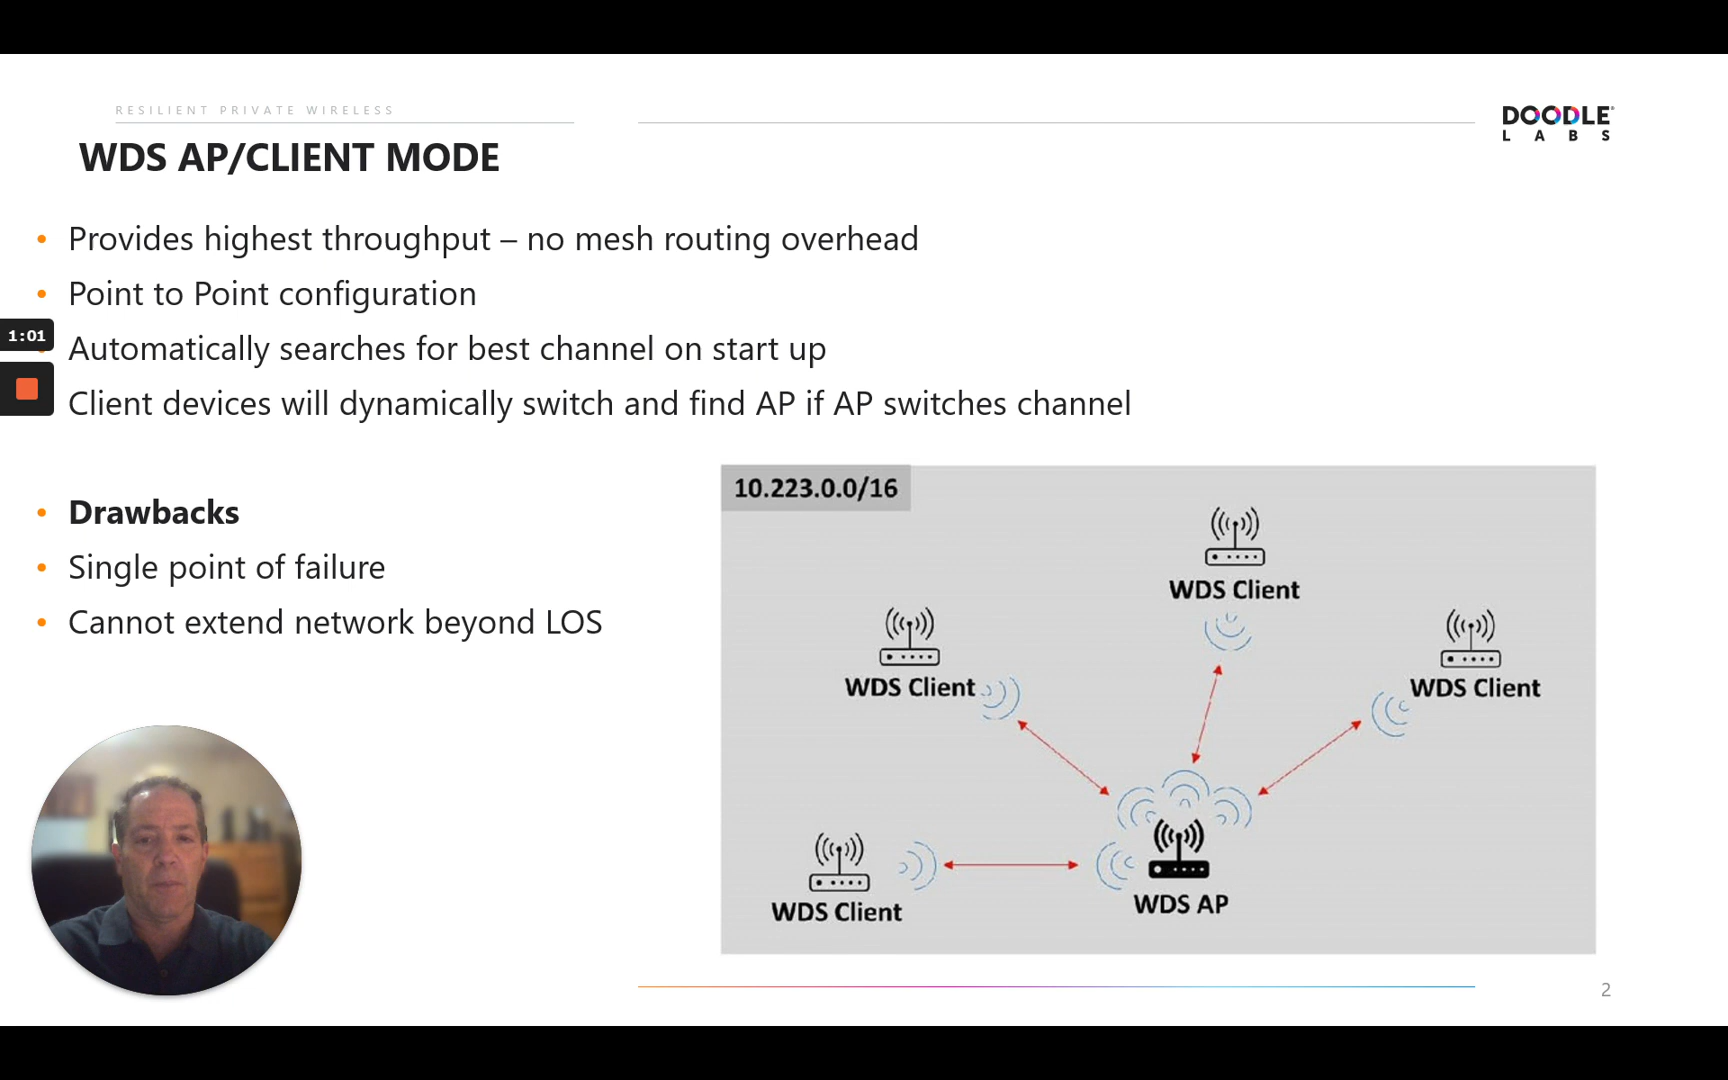 RESILIENT PRIVATE WIRELESS
DOODLE
LABS
WDS AP/CLIENT MODE
• Provides highest throughput – no mesh routing overhead
• Point to Point configuration
1:01
Automatically searches for best channel on start up
Client devices will dynamically switch and find AP if AP switches channel
• Drawbacks
• Single point of failure
• Cannot extend network beyond LOS
10.223.0.0/16
WDS Client
WDS Client
WDS Client
WDS Client
WDS AP
2